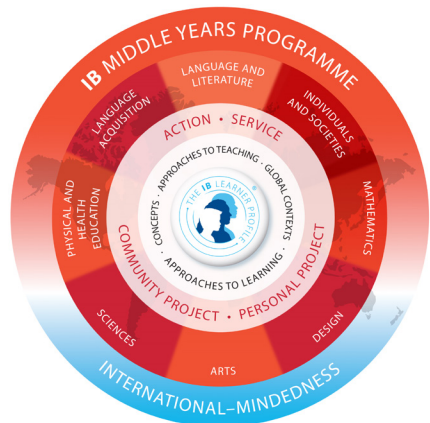 IB MIDDLE YEARS PROGRAMME
LANGUAGE AND
LITERATURE
INDIVIDUALS
AND SOCIETIES
MATHEMATICS
DESIGN
ARTS
SCIENCES
PHYSICAL AND
HEALTH
EDUCATION
LANGUAGE
ACQUISITION
ACTION • SERVICE
COMMUNITY PROJECT • PERSONAL PROJECT
· CONCEPTS · APPROACHES TO TEACHING · GLOBAL CONTEXTS ·
APPROACHES TO LEARNING
THE IB LEARNER PROFILE
®
INTERNATIONAL–MINDEDNESS